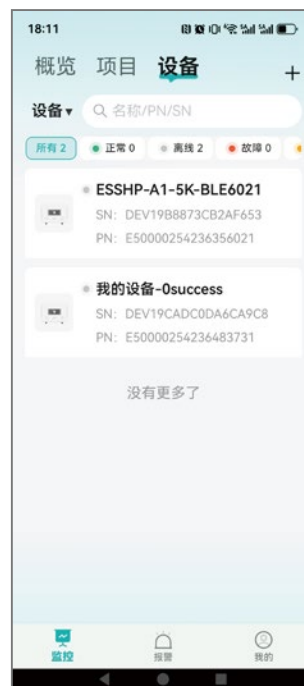 18:11
概览 项目 设备 +
设备▾ 名称/PN/SN
所有 2 正常 0 离线 2 故障 0
ESSHP-A1-5K-BLE6021
SN: DEV19B8873CB2AF653
PN: E50000254236356021
我的设备-0success
SN: DEV19CADC0DA6CA9C8
PN: E50000254236483731
没有更多了
监控 报警 我的